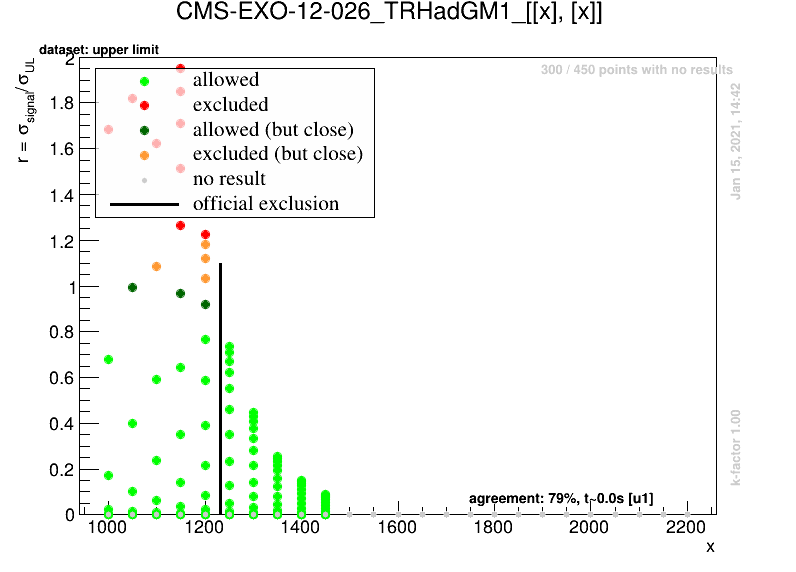 CMS-EXO-12-026_TRHadGM1_[[x], [x]]
dataset: upper limit
300 / 450 points with no results
allowed
excluded
allowed (but close)
excluded (but close)
no result
official exclusion
r = σsignal/σUL
2
1.8
1.6
1.4
1.2
1
0.8
0.6
0.4
0.2
0
Jan 15, 2021, 14:42
k-factor 1.00
agreement: 79%, t~0.0s [u1]
1000 1200 1400 1600 1800 2000 2200
x